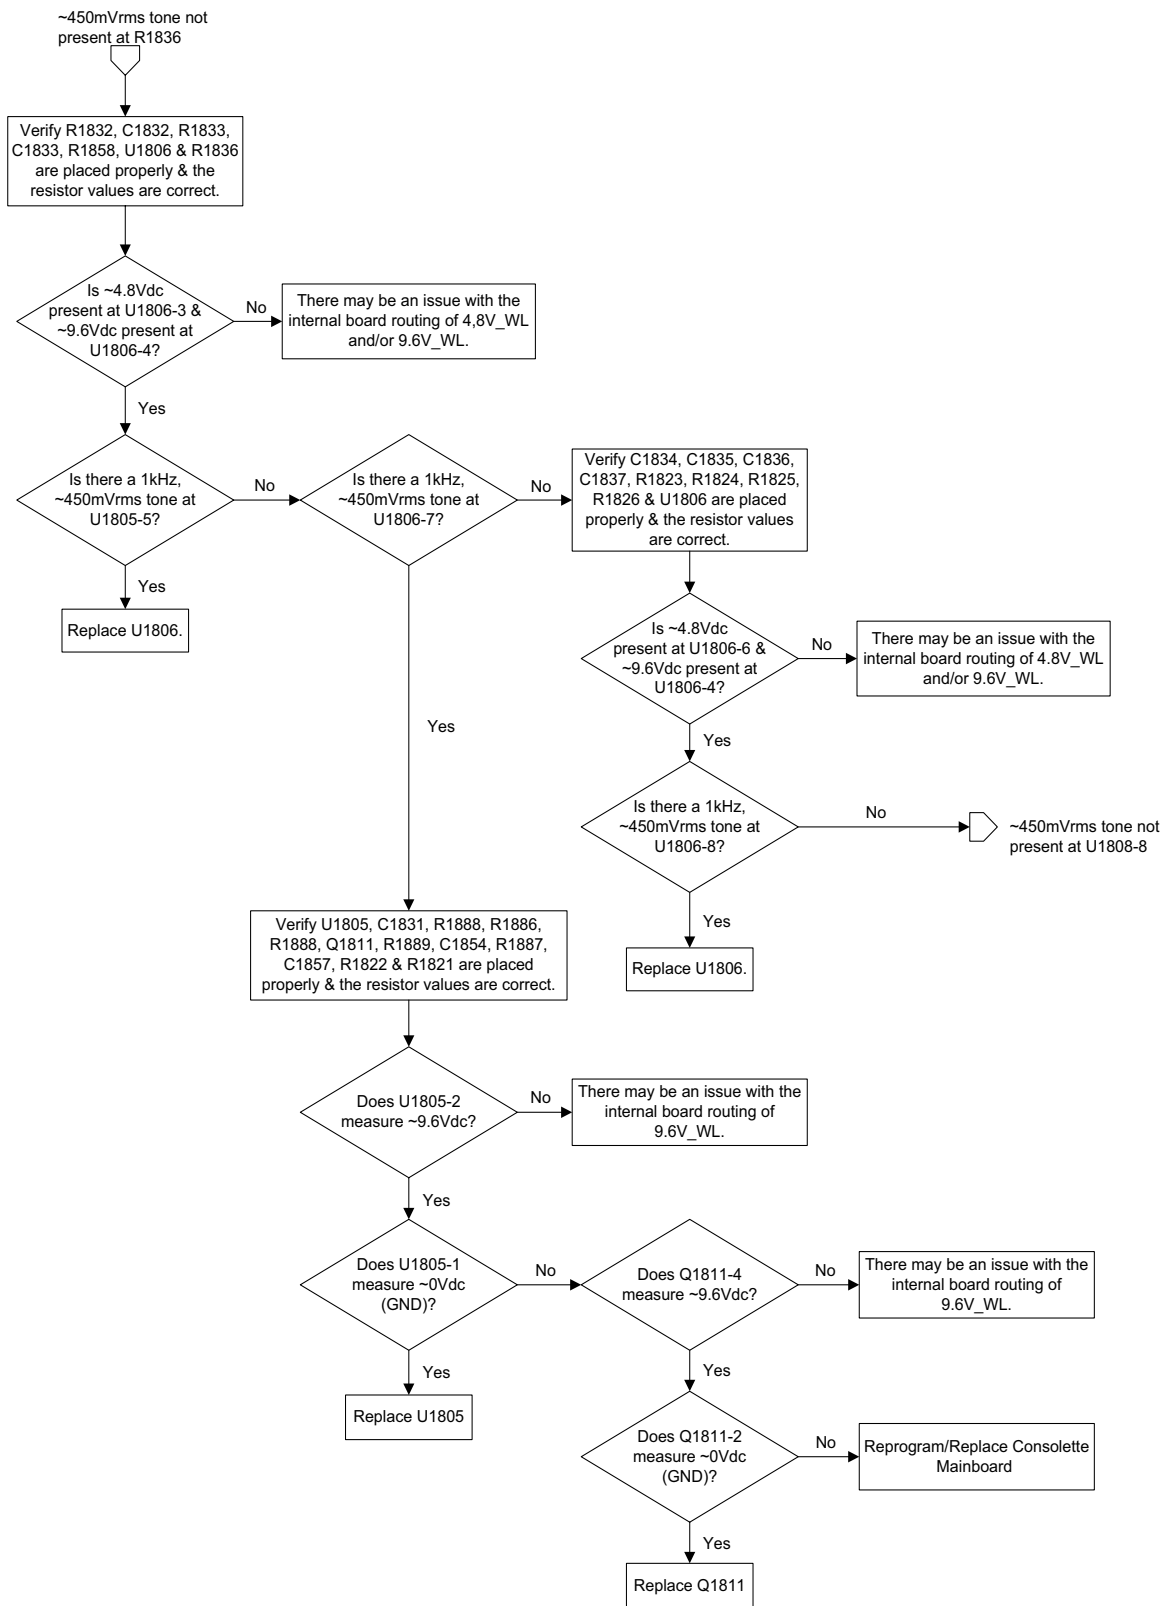 ~450mVrms tone not
present at R1836
Verify R1832, C1832, R1833,
C1833, R1858, U1806 & R1836
are placed properly & the
resistor values are correct.
Is ~4.8Vdc
present at U1806-3 &
~9.6Vdc present at
U1806-4?
No
There may be an issue with the
internal board routing of 4,8V_WL
and/or 9.6V_WL.
Yes
Is there a 1kHz,
~450mVrms tone at
U1805-5?
No
Is there a 1kHz,
~450mVrms tone at
U1806-7?
No
Verify C1834, C1835, C1836,
C1837, R1823, R1824, R1825,
R1826 & U1806 are placed
properly & the resistor values
are correct.
Yes
Replace U1806.
Is ~4.8Vdc
present at U1806-6 &
~9.6Vdc present at
U1806-4?
No
There may be an issue with the
internal board routing of 4.8V_WL
and/or 9.6V_WL.
Yes
Yes
Is there a 1kHz,
~450mVrms tone at
U1806-8?
No
~450mVrms tone not
present at U1808-8
Yes
Replace U1806.
Verify U1805, C1831, R1888, R1886,
R1888, Q1811, R1889, C1854, R1887,
C1857, R1822 & R1821 are placed
properly & the resistor values are correct.
Does U1805-2
measure ~9.6Vdc?
No
There may be an issue with the
internal board routing of
9.6V_WL.
Yes
Does U1805-1
measure ~0Vdc
(GND)?
No
Does Q1811-4
measure ~9.6Vdc?
No
There may be an issue with the
internal board routing of
9.6V_WL.
Yes
Replace U1805
Yes
Does Q1811-2
measure ~0Vdc
(GND)?
No
Reprogram/Replace Consolette
Mainboard
Yes
Replace Q1811